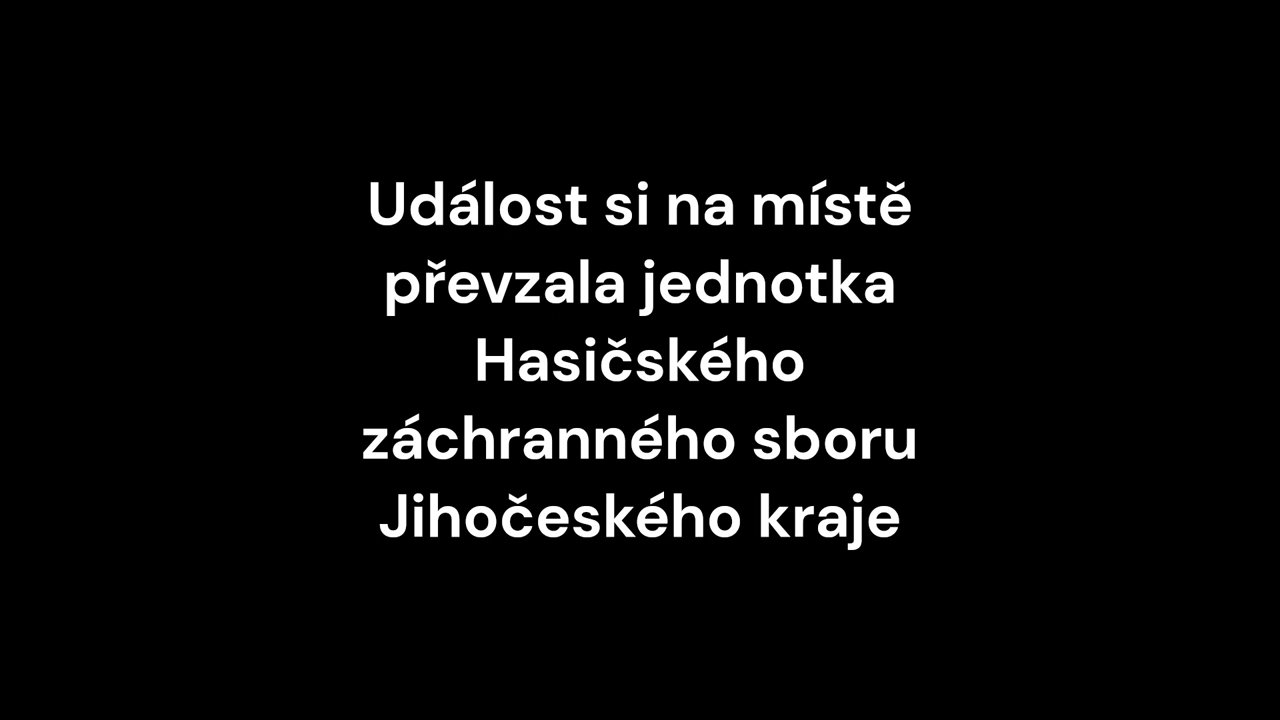 Událost si na místě
převzala jednotka
Hasičského
záchranného sboru
Jihočeského kraje